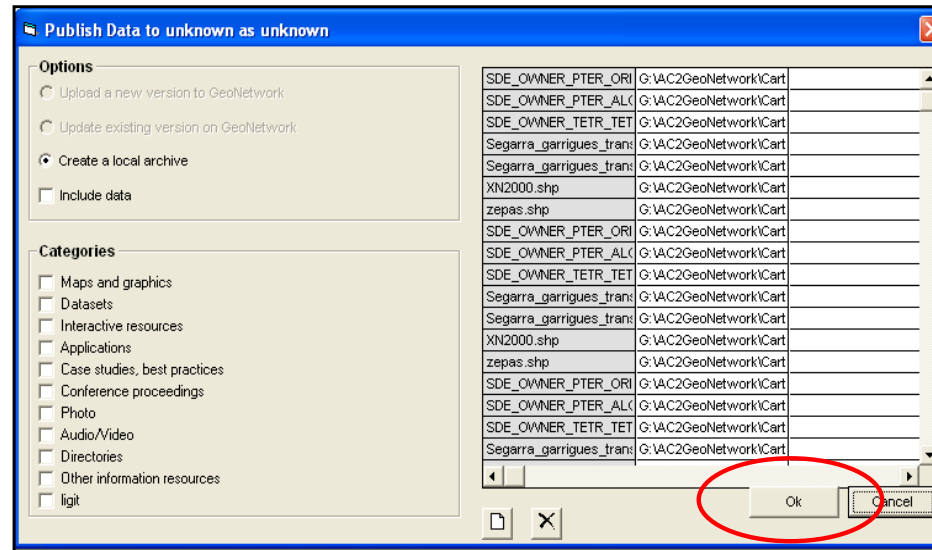 Publish Data to unknown as unknown
Options
Upload a new version to GeoNetwork
Update existing version on GeoNetwork
Create a local archive
Include data
Categories
Maps and graphics
Datasets
Interactive resources
Applications
Case studies, best practices
Conference proceedings
Photo
Audio/Video
Directories
Other information resources
ligit
SDE_OWNER_PTER_ORI G:\AC2GeoNetwork\Cart
SDE_OWNER_PTER_AL( G:\AC2GeoNetwork\Cart
SDE_OWNER_TETR_TET G:\AC2GeoNetwork\Cart
Segarra_garrigues_trans G:\AC2GeoNetwork\Cart
Segarra_garrigues_trans G:\AC2GeoNetwork\Cart
XN2000.shp G:\AC2GeoNetwork\Cart
zepas.shp G:\AC2GeoNetwork\Cart
SDE_OWNER_PTER_ORI G:\AC2GeoNetwork\Cart
SDE_OWNER_PTER_AL( G:\AC2GeoNetwork\Cart
SDE_OWNER_TETR_TET G:\AC2GeoNetwork\Cart
Segarra_garrigues_trans G:\AC2GeoNetwork\Cart
Segarra_garrigues_trans G:\AC2GeoNetwork\Cart
XN2000.shp G:\AC2GeoNetwork\Cart
zepas.shp G:\AC2GeoNetwork\Cart
SDE_OWNER_PTER_ORI G:\AC2GeoNetwork\Cart
SDE_OWNER_PTER_AL( G:\AC2GeoNetwork\Cart
SDE_OWNER_TETR_TET G:\AC2GeoNetwork\Cart
Segarra_garrigues_trans G:\AC2GeoNetwork\Cart
Ok
Cancel